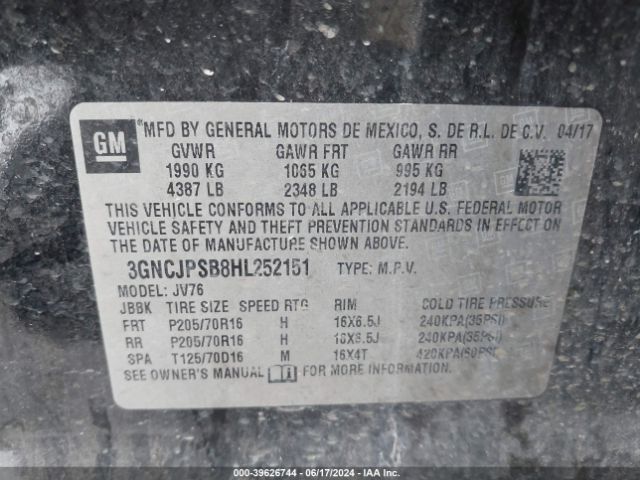 GM
*MFD BY GENERAL MOTORS DE MEXICO, S. DE R.L. DE C.V. 04/17
GVWR GAWR FRT GAWR RR
1990 KG 1065 KG 995 KG
4387 LB 2348 LB 2194 LB
THIS VEHICLE CONFORMS TO ALL APPLICABLE U.S. FEDERAL MOTOR
VEHICLE SAFETY AND THEFT PREVENTION STANDARDS IN EFFECT ON
THE DATE OF MANUFACTURE SHOWN ABOVE.
3GNCJPSB8HL252151 TYPE: M.P.V.
MODEL: JV76
JBBK TIRE SIZE SPEED RTG RIM COLD TIRE PRESSURE
FRT P205/70R16 H 16X6.5J 240KPA(35PSI)
RR P205/70R16 H 16X6.5J 240KPA(35PSI)
SPA T125/70D16 M 16X4T 420KPA(60PSI)
SEE OWNER'S MANUAL FOR MORE INFORMATION.
000-39626744 - 06/17/2024 - IAA Inc.